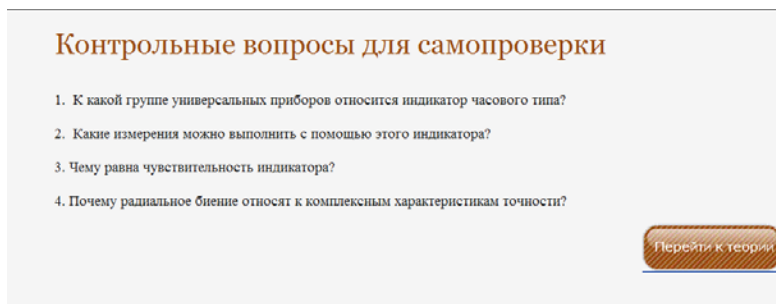 Контрольные вопросы для самопроверки
1. К какой группе универсальных приборов относится индикатор часового типа?
2. Какие измерения можно выполнить с помощью этого индикатора?
3. Чему равна чувствительность индикатора?
4. Почему радиальное биение относят к комплексным характеристикам точности?
Перейти к теории